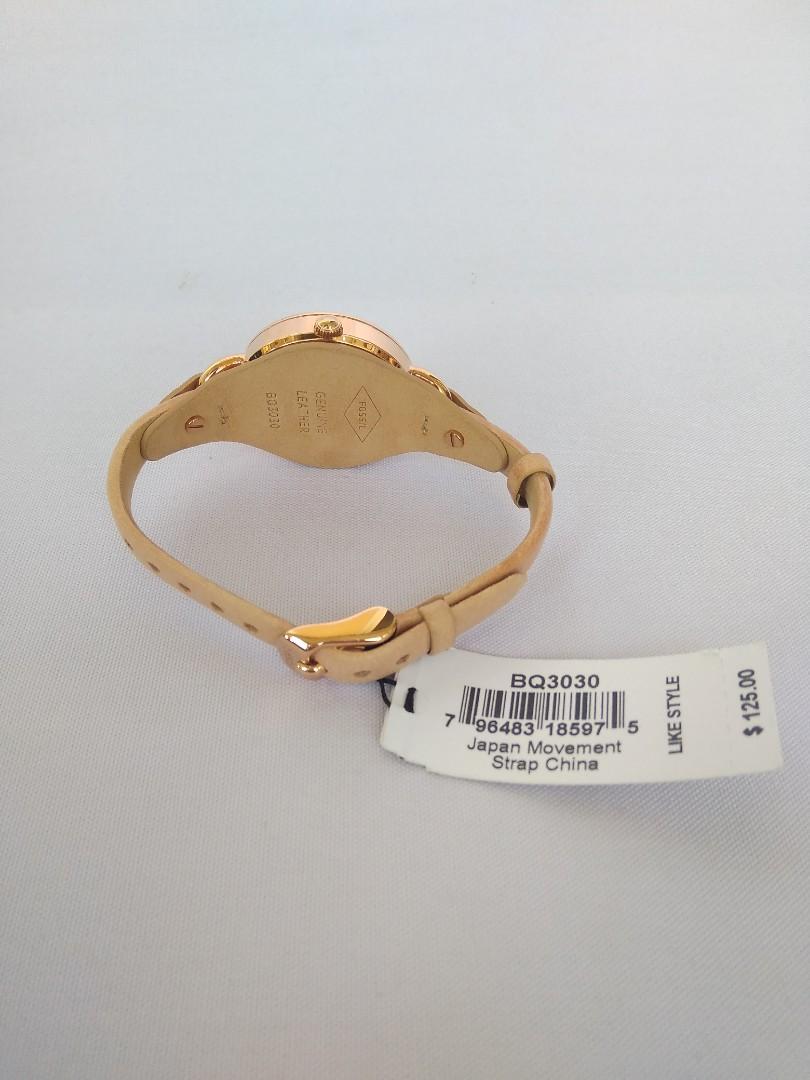 FOSSIL
GENUINE
LEATHER
BQ3030
BQ3030
7 96483 18597 5
Japan Movement
Strap China
LIKE STYLE
$ 125.00